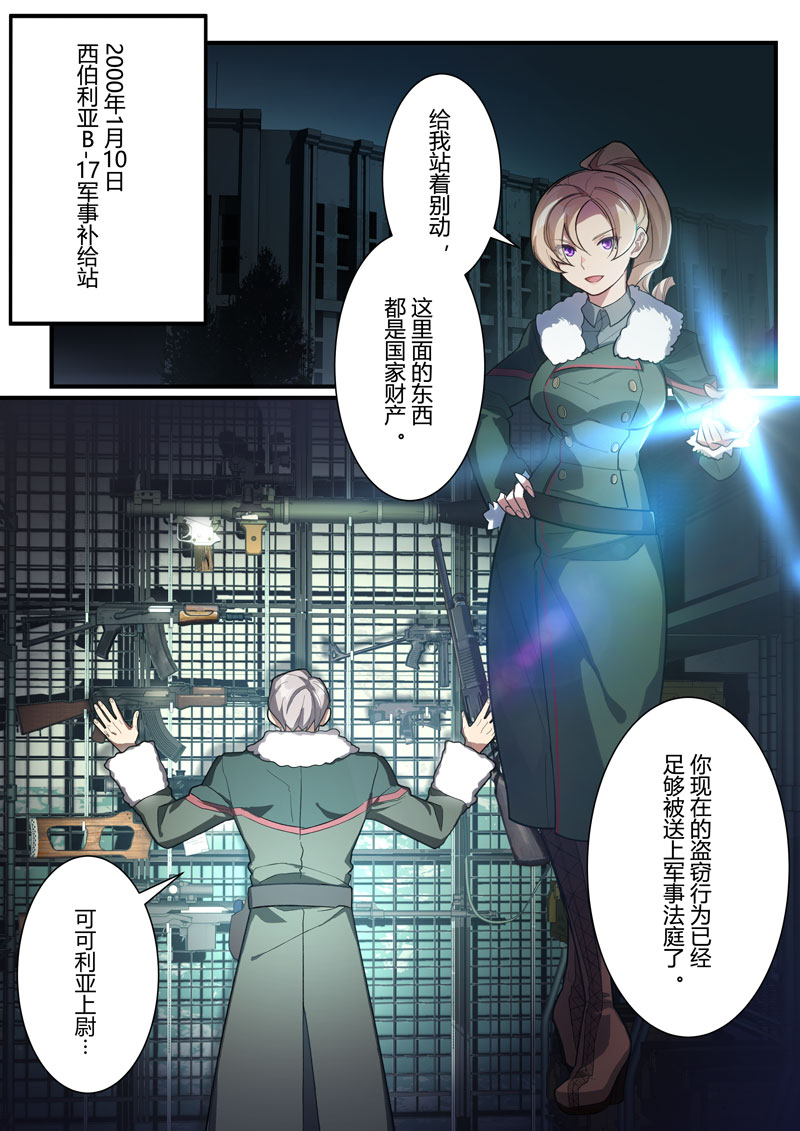 2000年1月10日
西伯利亚B-17军事补给站
给我站着别动，
这里面的东西
都是国家财产。
你现在的盗窃行为已经
足够被送上军事法庭了。
可可利亚上尉…